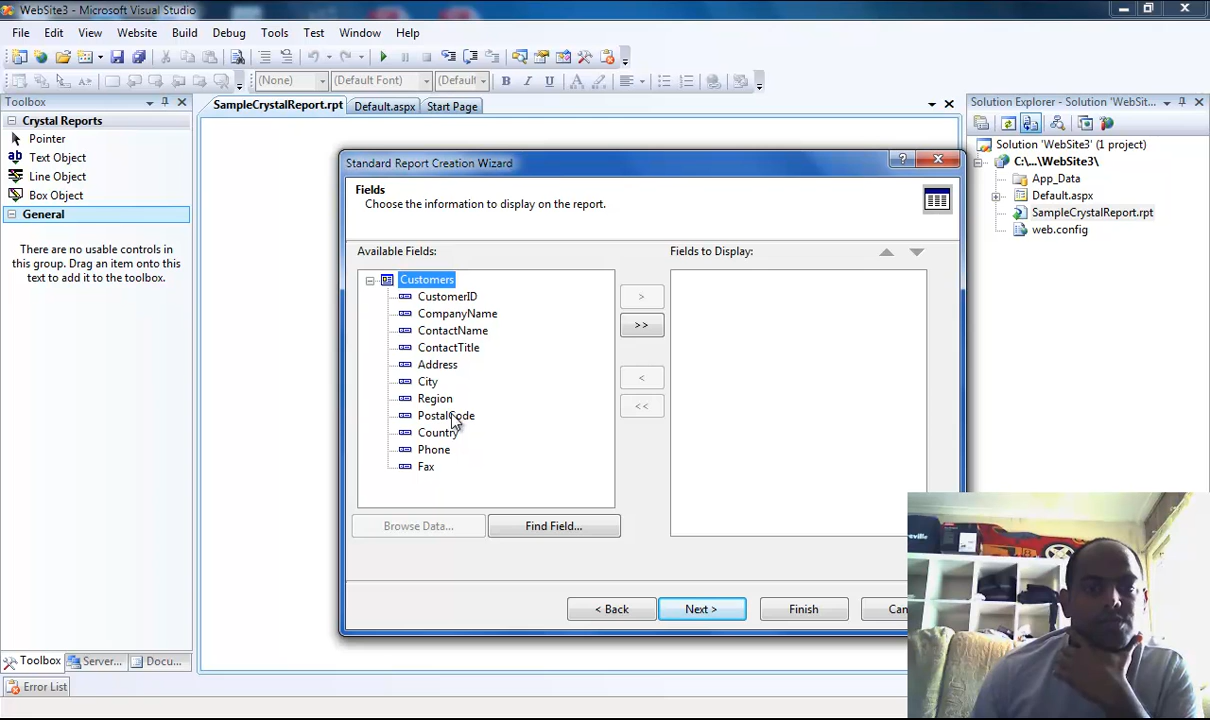 WebSite3 - Microsoft Visual Studio
File Edit View Website Build Debug Tools Test Window Help
(None) (Default Font) (Default
Toolbox
SampleCrystalReport.rpt Default.aspx Start Page
Solution Explorer - Solution 'WebSit...
Crystal Reports
Pointer
Text Object
Line Object
Box Object
General
There are no usable controls in
this group. Drag an item onto this
text to add it to the toolbox.
Standard Report Creation Wizard
Fields
Choose the information to display on the report.
Available Fields:
Fields to Display:
Customers
CustomerID
CompanyName
ContactName
ContactTitle
Address
City
Region
PostalCode
Country
Phone
Fax
>
>>
<
<<
Browse Data... Find Field...
< Back Next > Finish Can
Solution 'WebSite3' (1 project)
C:\...\WebSite3\
App_Data
Default.aspx
SampleCrystalReport.rpt
web.config
Toolbox Server... Docu...
Error List